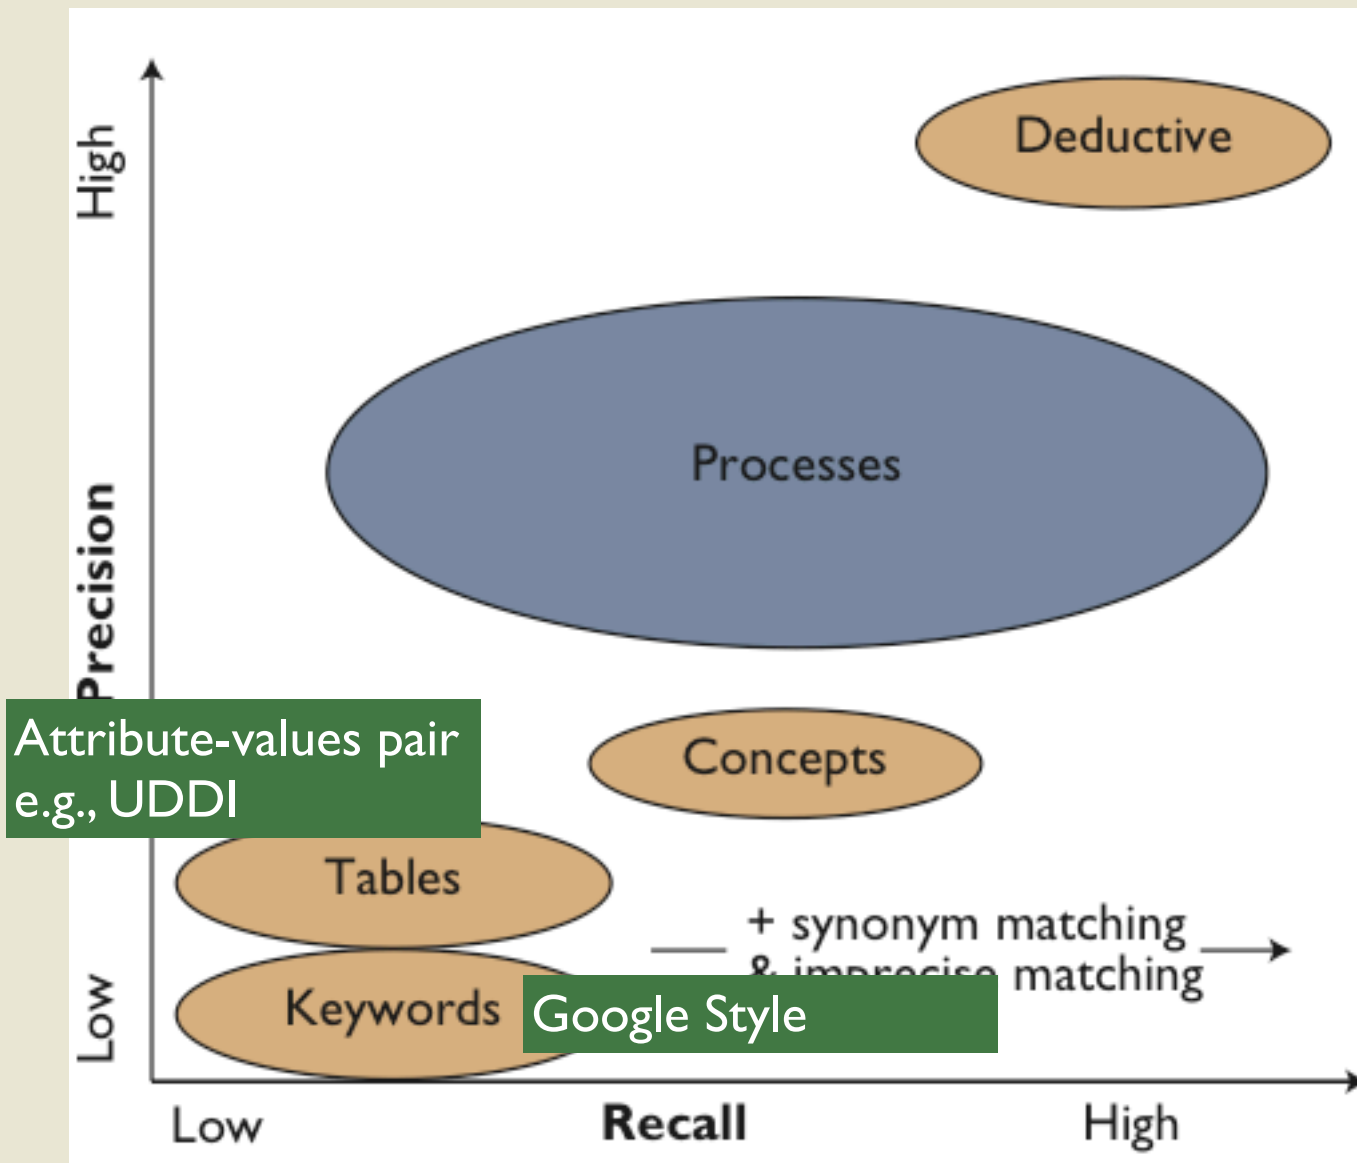 High
Deductive
Processes
Precision
Attribute-values pair
e.g., UDDI
Concepts
Tables
+ synonym matching
& imprecise matching
Keywords
Google Style
Low
Low
Recall
High